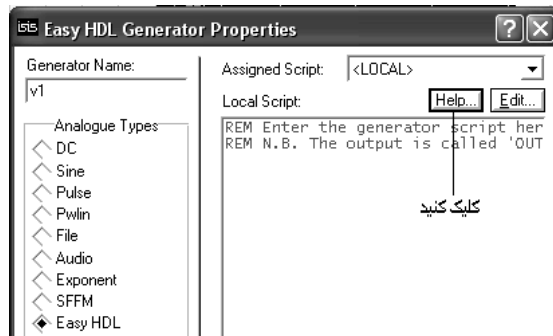 isis Easy HDL Generator Properties
Generator Name:
v1
Analogue Types
DC
Sine
Pulse
Pwlin
File
Audio
Exponent
SFFM
Easy HDL
Assigned Script: <LOCAL>
Local Script: Help... Edit...
REM Enter the generator script her
REM N.B. The output is called 'OUT
کلیک کنید